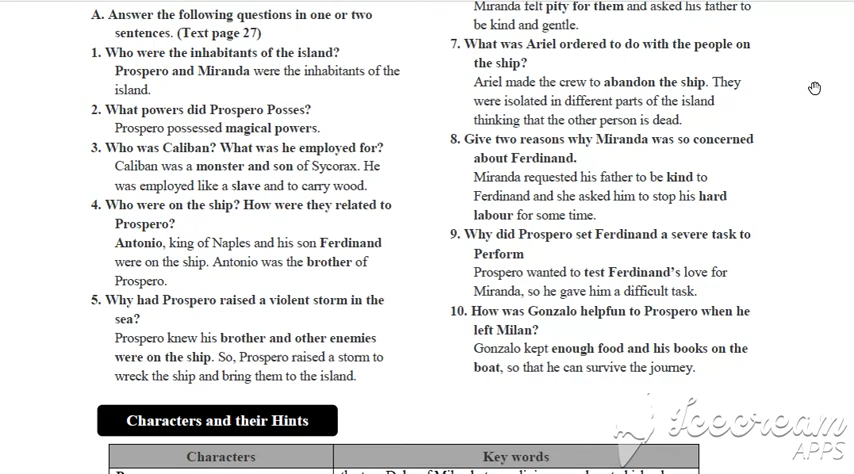 A. Answer the following questions in one or two
sentences. (Text page 27)
1. Who were the inhabitants of the island?
Prospero and Miranda were the inhabitants of the
island.
2. What powers did Prospero Posses?
Prospero possessed magical powers.
3. Who was Caliban? What was he employed for?
Caliban was a monster and son of Sycorax. He
was employed like a slave and to carry wood.
4. Who were on the ship? How were they related to
Prospero?
Antonio, king of Naples and his son Ferdinand
were on the ship. Antonio was the brother of
Prospero.
5. Why had Prospero raised a violent storm in the
sea?
Prospero knew his brother and other enemies
were on the ship. So, Prospero raised a storm to
wreck the ship and bring them to the island.
Miranda felt pity for them and asked his father to
be kind and gentle.
7. What was Ariel ordered to do with the people on
the ship?
Ariel made the crew to abandon the ship. They
were isolated in different parts of the island
thinking that the other person is dead.
8. Give two reasons why Miranda was so concerned
about Ferdinand.
Miranda requested his father to be kind to
Ferdinand and she asked him to stop his hard
labour for some time.
9. Why did Prospero set Ferdinand a severe task to
Perform
Prospero wanted to test Ferdinand's love for
Miranda, so he gave him a difficult task.
10. How was Gonzalo helpfun to Prospero when he
left Milan?
Gonzalo kept enough food and his books on the
boat, so that he can survive the journey.
Characters and their Hints
Characters Key words
Icecream
APPS